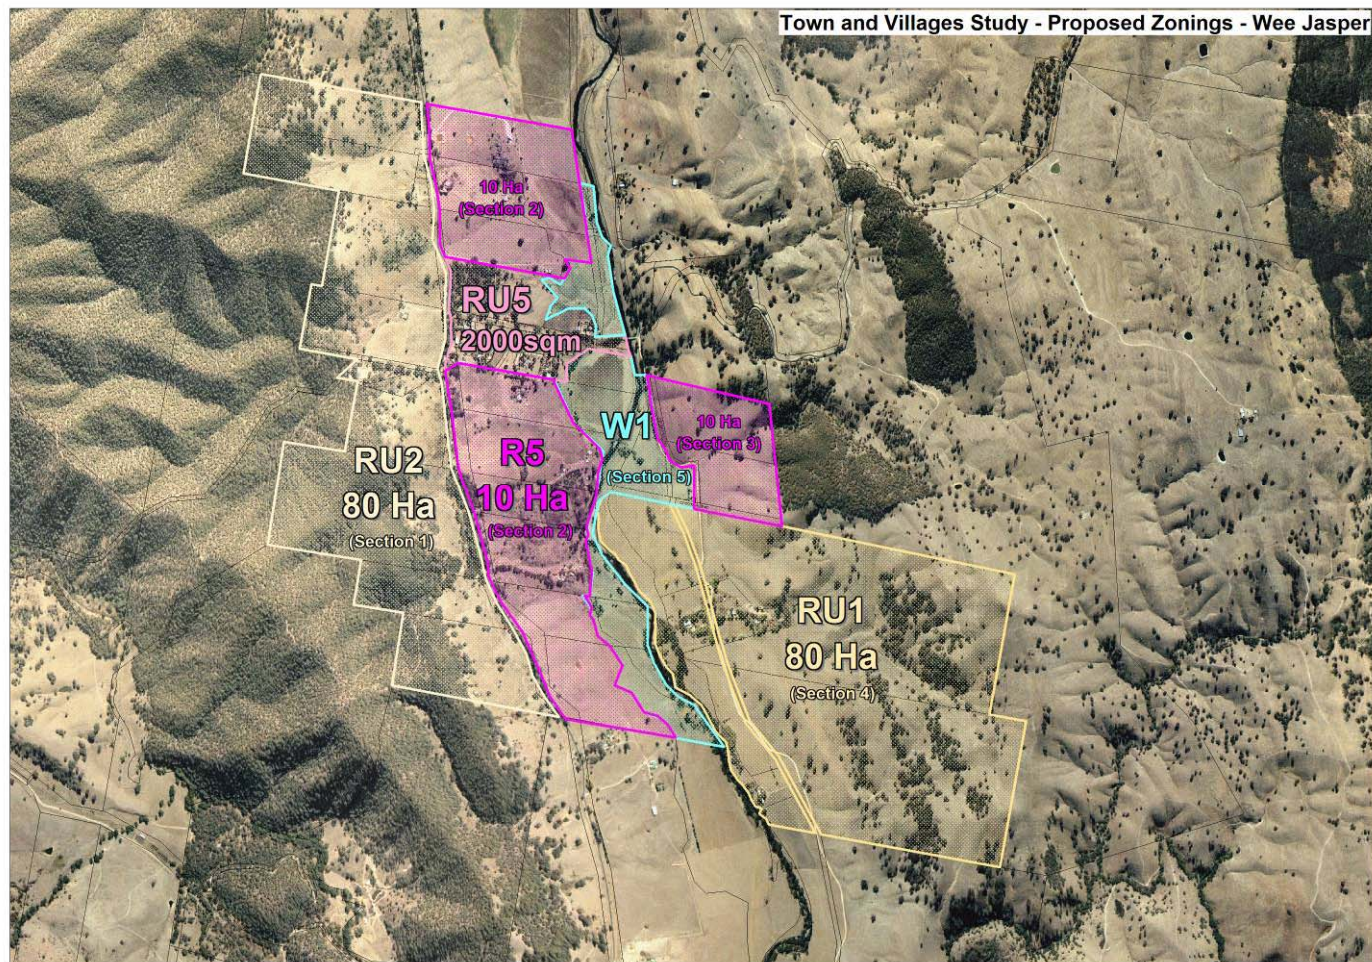 Town and Villages Study - Proposed Zonings - Wee Jasper
10 Ha
(Section 2)
RU5
2000sqm
W1
(Section 5)
10 Ha
(Section 3)
RU2
80 Ha
(Section 1)
R5
10 Ha
(Section 2)
RU1
80 Ha
(Section 4)